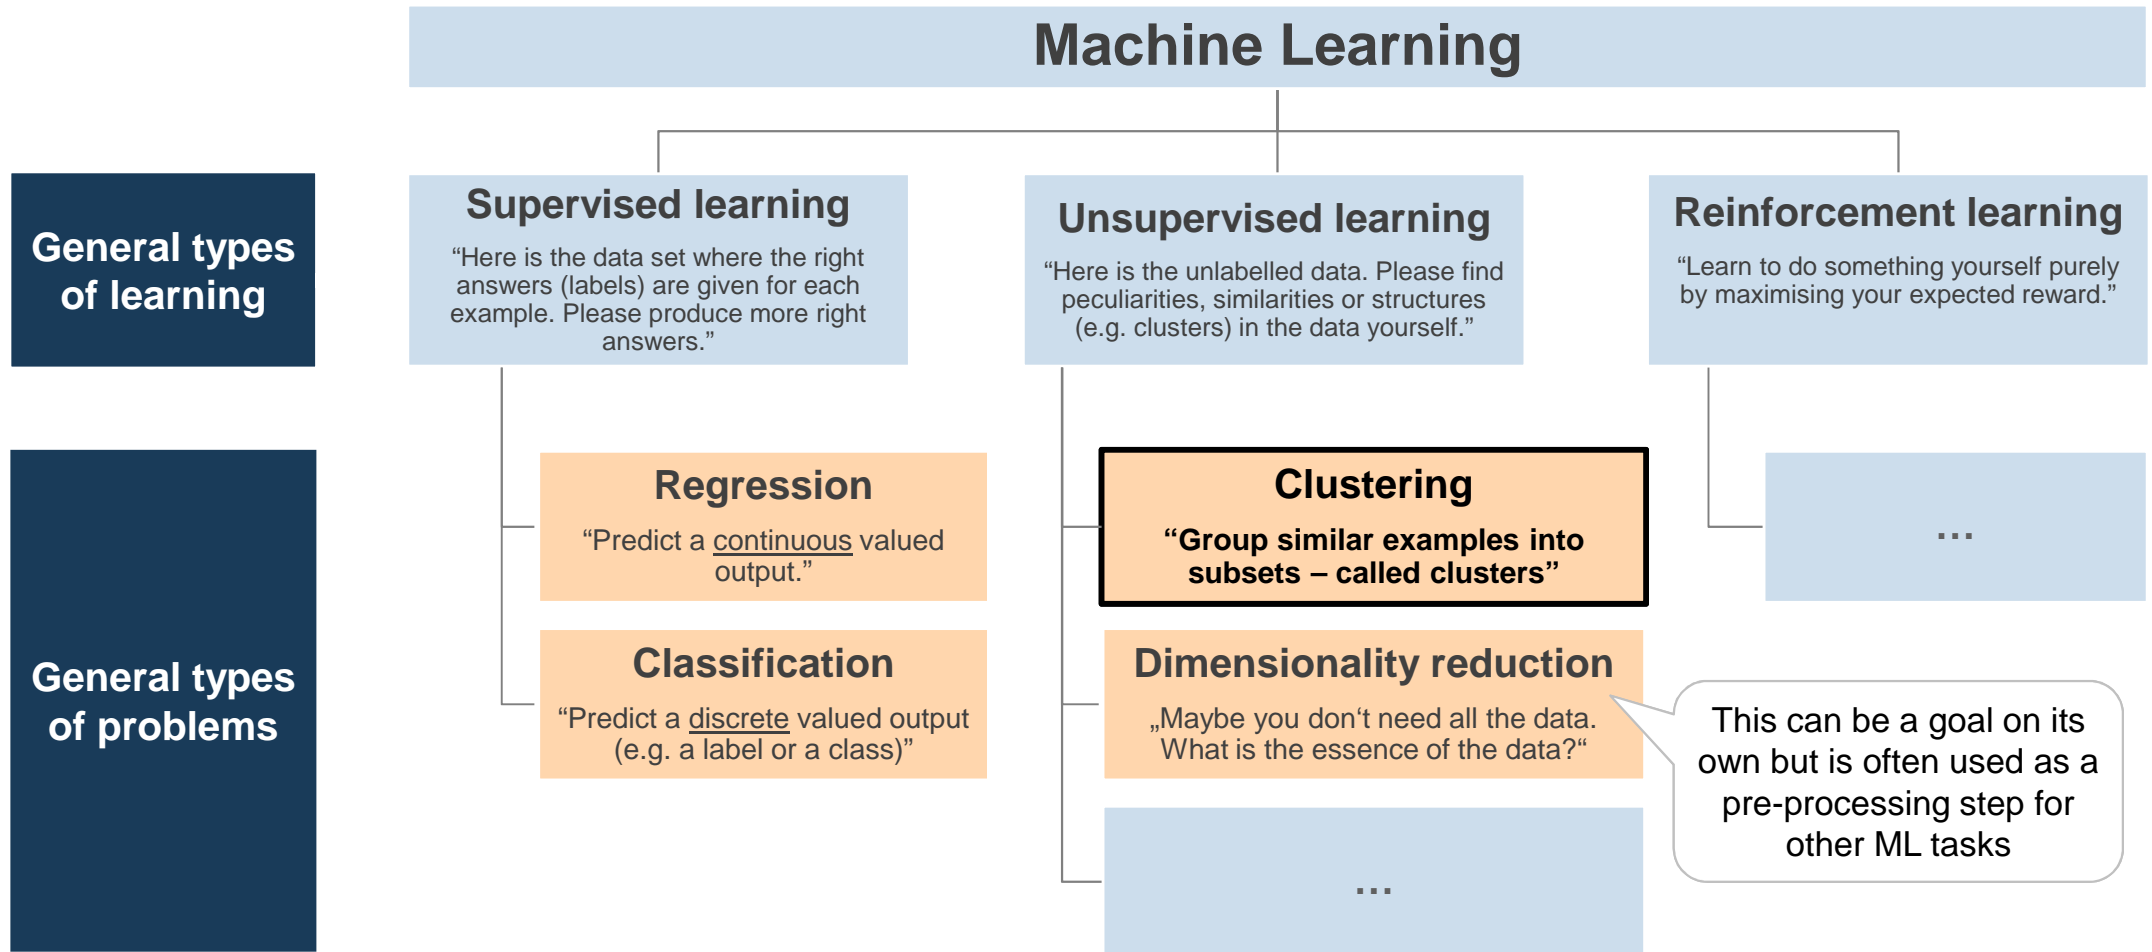 Machine Learning
General types
of learning
Supervised learning
“Here is the data set where the right
answers (labels) are given for each
example. Please produce more right
answers.”
Unsupervised learning
“Here is the unlabelled data. Please find
peculiarities, similarities or structures
(e.g. clusters) in the data yourself.”
Reinforcement learning
“Learn to do something yourself purely
by maximising your expected reward.”
General types
of problems
Regression
“Predict a continuous valued
output.”
Classification
“Predict a discrete valued output
(e.g. a label or a class)”
Clustering
“Group similar examples into
subsets – called clusters”
Dimensionality reduction
„Maybe you don‘t need all the data.
What is the essence of the data?“
…
…
This can be a goal on its
own but is often used as a
pre-processing step for
other ML tasks